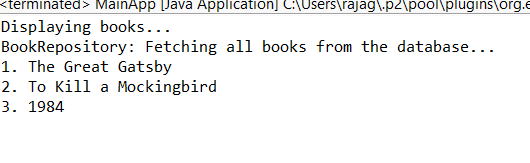 <terminated> MainApp [Java Application] C:\Users\rajag\.p2\pool\plugins\org.e
Displaying books...
BookRepository: Fetching all books from the database...
1. The Great Gatsby
2. To Kill a Mockingbird
3. 1984